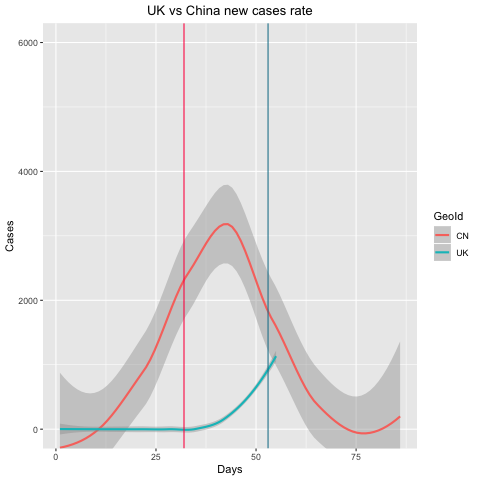 UK vs China new cases rate
6000
4000
2000
0
Cases
0 25 50 75
Days
GeoId
CN
UK